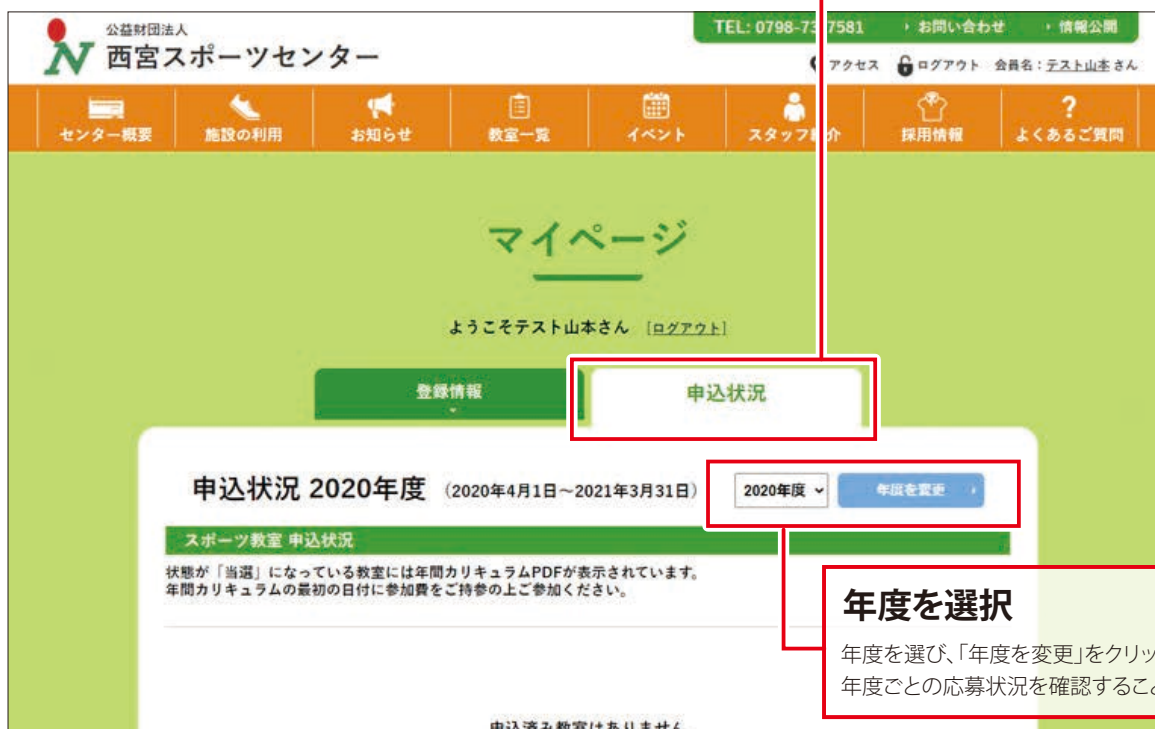 公益財団法人
西宮スポーツセンター
TEL: 0798-73-7581 お問い合わせ 情報公開
アクセス ログアウト 会員名：テスト山本 さん
センター概要 施設の利用 お知らせ 教室一覧 イベント スタッフ紹介 採用情報 よくあるご質問
マイページ
ようこそテスト山本さん [ログアウト]
登録情報 申込状況
申込状況 2020年度 （2020年4月1日～2021年3月31日） 2020年度 年度を変更
スポーツ教室 申込状況
状態が「当選」になっている教室には年間カリキュラムPDFが表示されています。
年間カリキュラムの最初の日付に参加費をご持参の上ご参加ください。
年度を選択
年度を選び、「年度を変更」をクリッ
年度ごとの応募状況を確認するこ
申込済み教室はありません